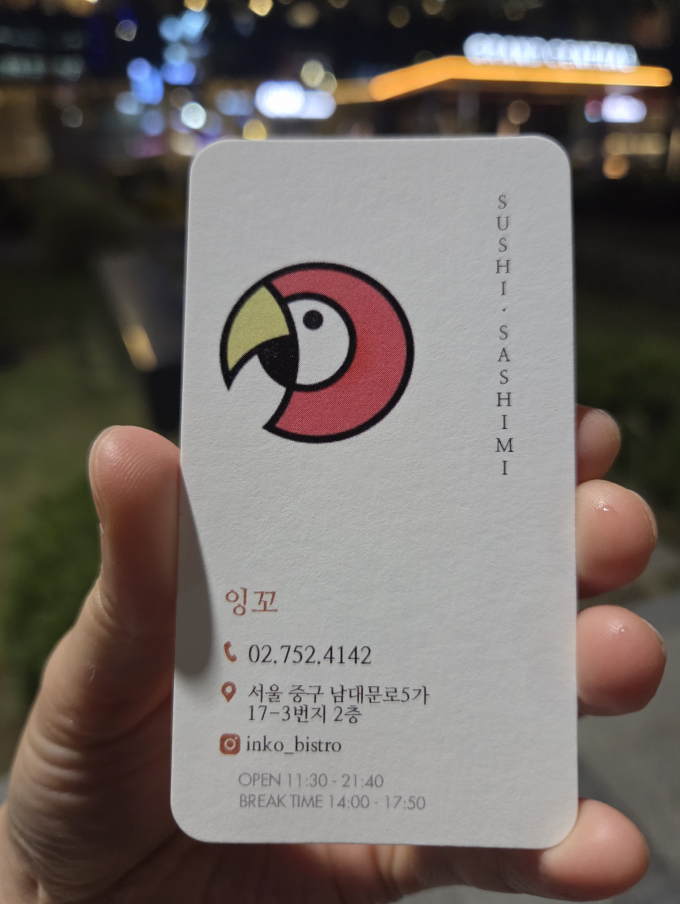 SUSHI · SASHIMI
잉꼬
02.752.4142
서울 중구 남대문로5가
17-3번지 2층
inko_bistro
OPEN 11:30 - 21:40
BREAK TIME 14:00 - 17:50